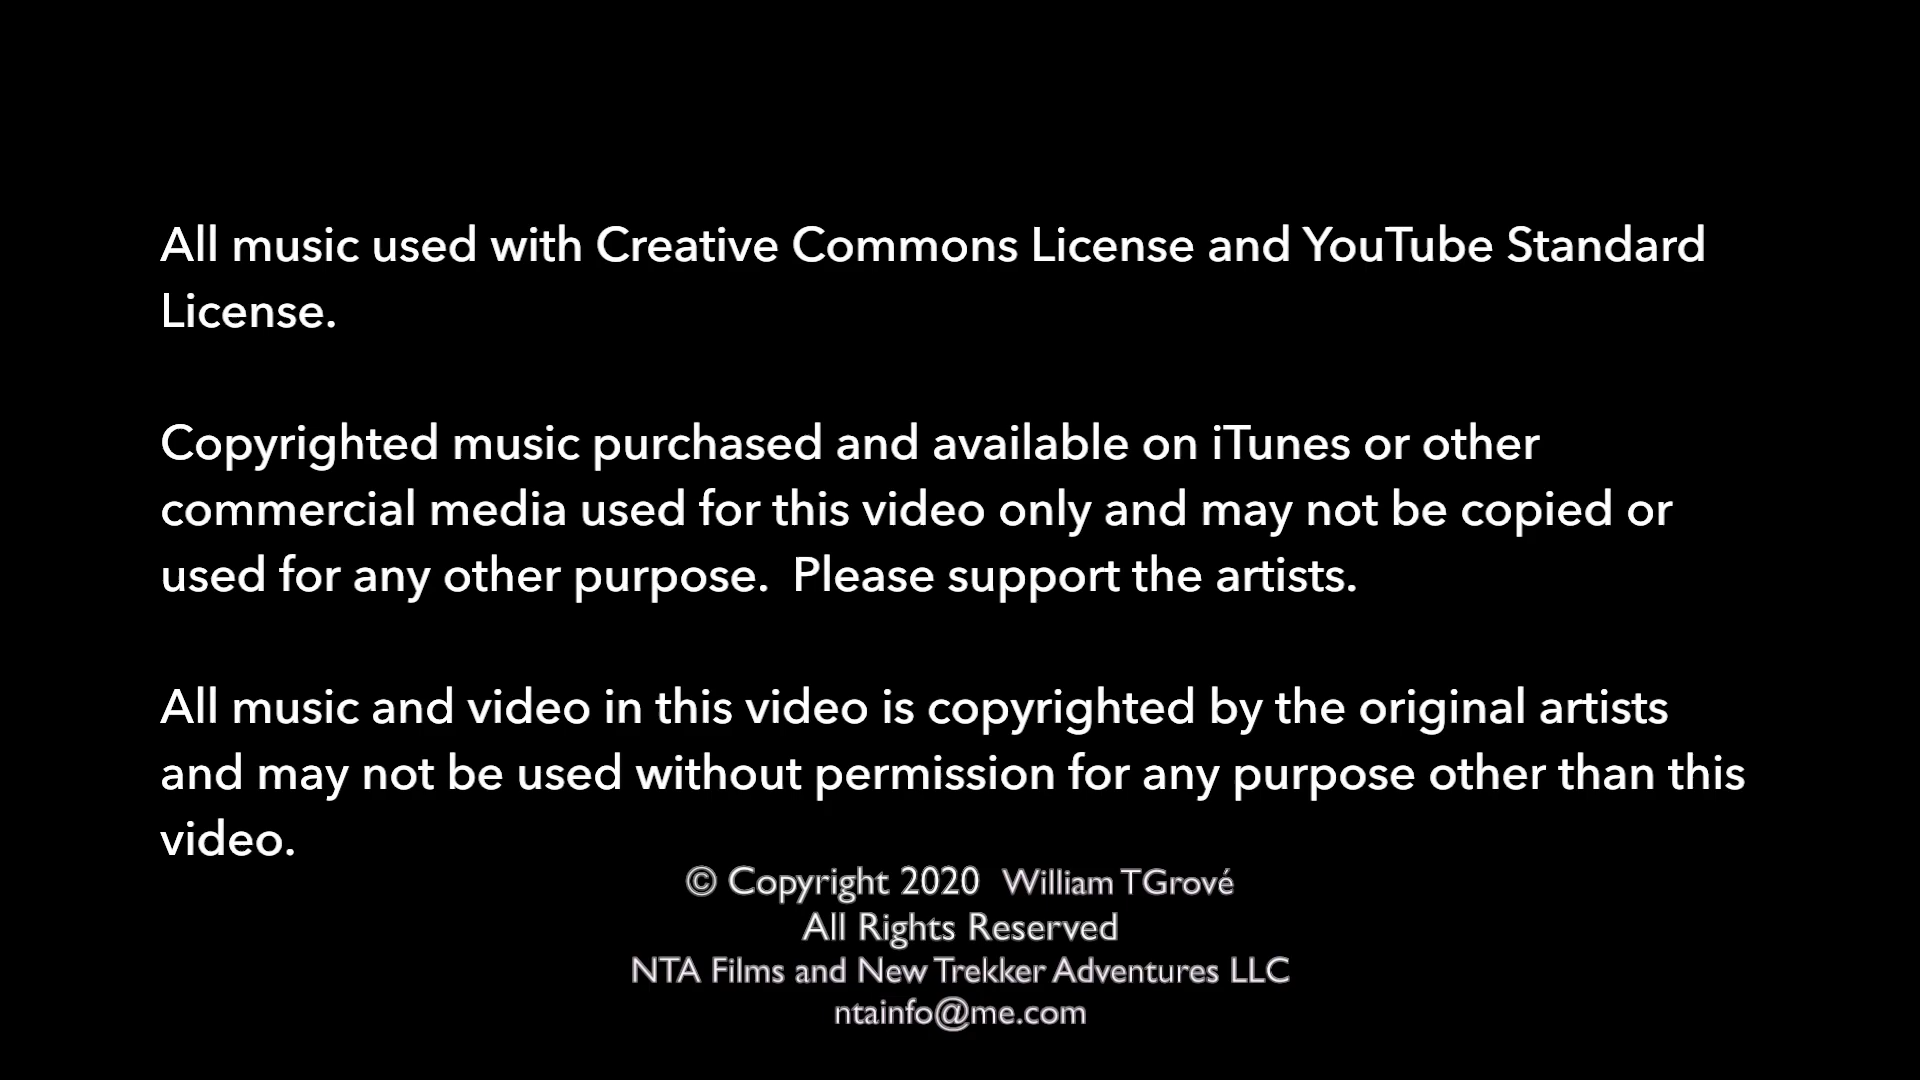 All music used with Creative Commons License and YouTube Standard
License.
Copyrighted music purchased and available on iTunes or other
commercial media used for this video only and may not be copied or
used for any other purpose.  Please support the artists.
All music and video in this video is copyrighted by the original artists
and may not be used without permission for any purpose other than this
video.
© Copyright 2020  William TGrové
All Rights Reserved
NTA Films and New Trekker Adventures LLC
ntainfo@me.com